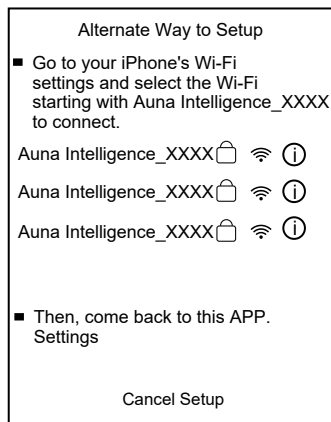 Alternate Way to Setup
Go to your iPhone's Wi-Fi
settings and select the Wi-Fi
starting with Auna Intelligence_XXXX
to connect.
Auna Intelligence_XXXX
Auna Intelligence_XXXX
Auna Intelligence_XXXX
Then, come back to this APP.
Settings
Cancel Setup